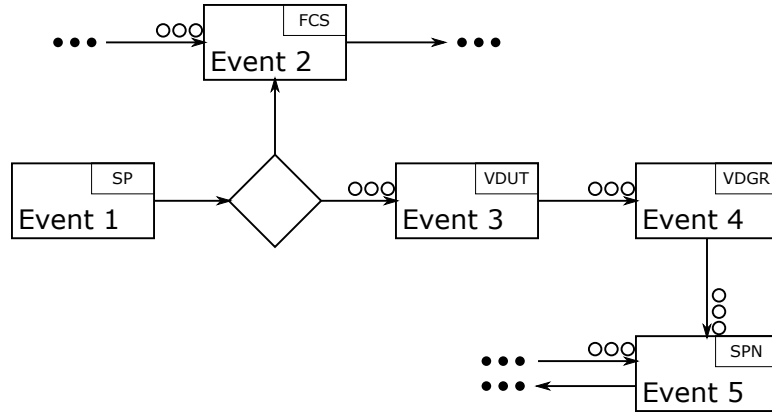 FCS
Event 2
SP
Event 1
VDUT
Event 3
VDGR
Event 4
SPN
Event 5